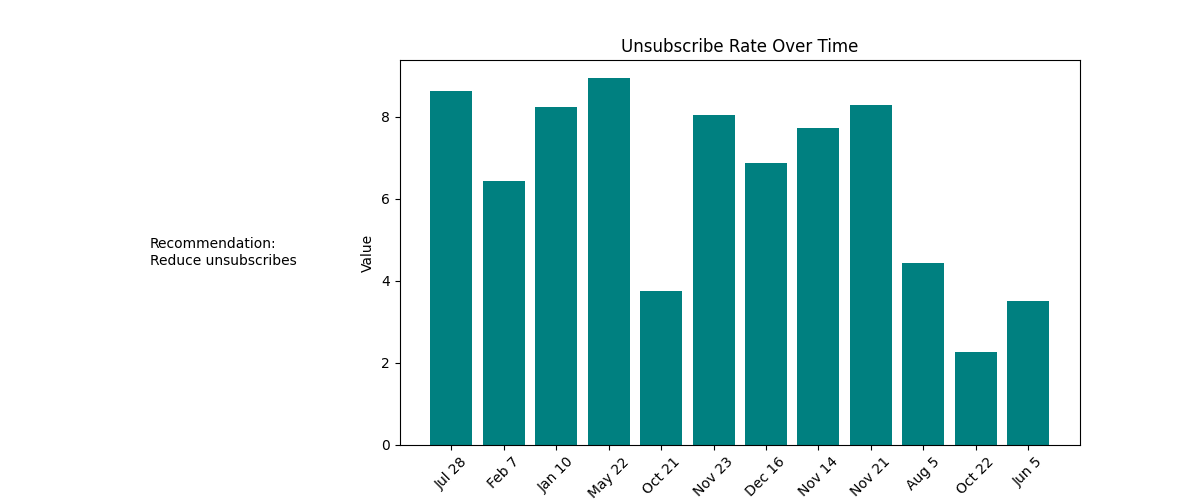 Unsubscribe Rate Over Time
Recommendation:
Reduce unsubscribes
Value
8
6
4
2
0
Jul 28
Feb 7
Jan 10
May 22
Oct 21
Nov 23
Dec 16
Nov 14
Nov 21
Aug 5
Oct 22
Jun 5